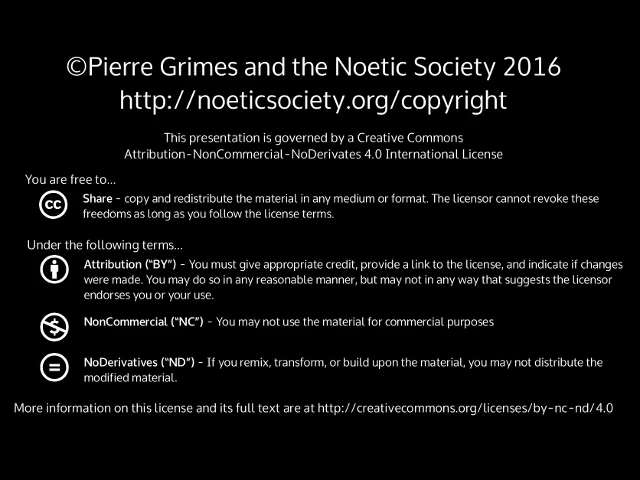 ©Pierre Grimes and the Noetic Society 2016
http://noeticsociety.org/copyright
This presentation is governed by a Creative Commons
Attribution-NonCommercial-NoDerivates 4.0 International License
You are free to...
Share - copy and redistribute the material in any medium or format. The licensor cannot revoke these
freedoms as long as you follow the license terms.
Under the following terms...
Attribution ("BY") - You must give appropriate credit, provide a link to the license, and indicate if changes
were made. You may do so in any reasonable manner, but may not in any way that suggests the licensor
endorses you or your use.
NonCommercial ("NC") - You may not use the material for commercial purposes
NoDerivatives ("ND") - If you remix, transform, or build upon the material, you may not distribute the
modified material.
More information on this license and its full text are at http://creativecommons.org/licenses/by-nc-nd/4.0